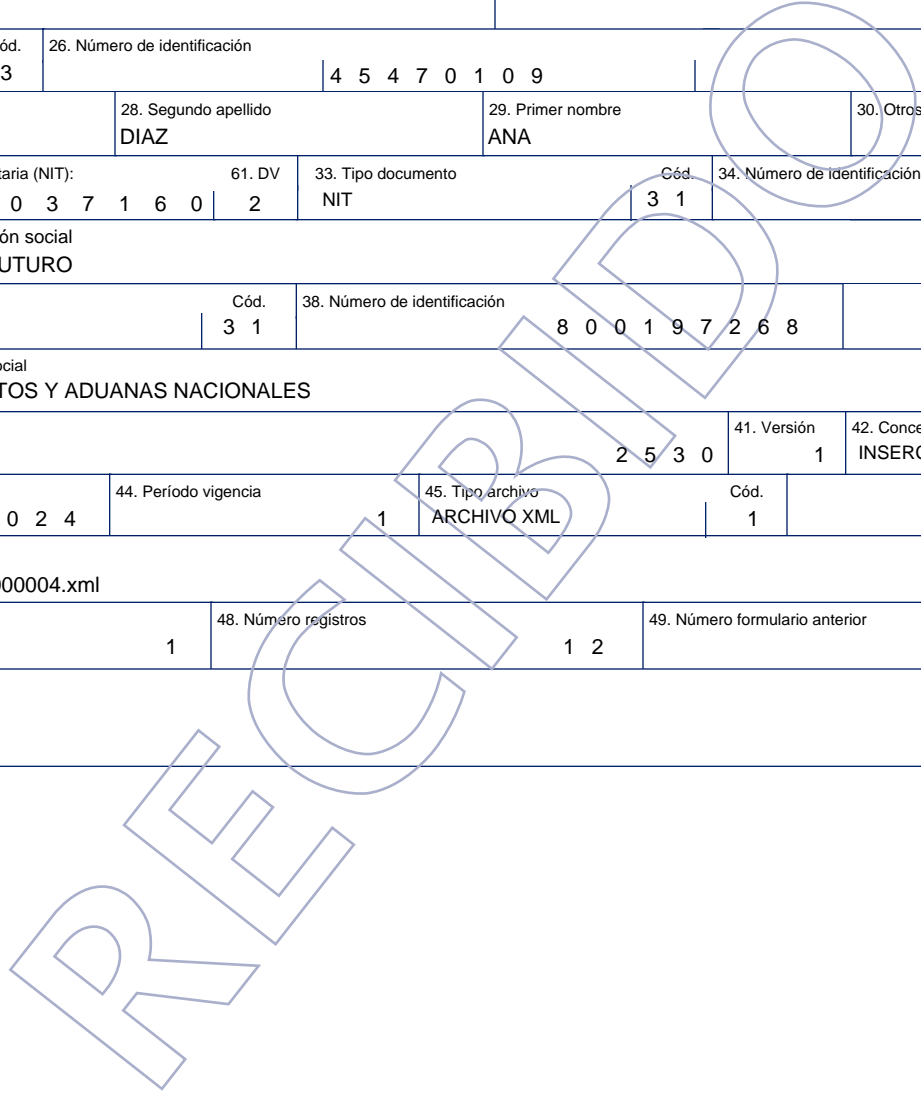 ód. 26. Número de identificación
3 4 5 4 7 0 1 0 9
28. Segundo apellido 29. Primer nombre 30. Otros
DIAZ ANA
taria (NIT): 61. DV 33. Tipo documento Cód. 34. Número de identificación
0 3 7 1 6 0 2 NIT 3 1
ón social
UTURO
Cód. 38. Número de identificación
3 1 8 0 0 1 9 7 2 6 8
ocial
TOS Y ADUANAS NACIONALES
41. Versión 42. Conce
2 5 3 0 1 INSERC
44. Período vigencia 45. Tipo archivo Cód.
0 2 4 1 ARCHIVO XML 1
000004.xml
48. Número registros 49. Número formulario anterior
1 1 2
RECIBIDO